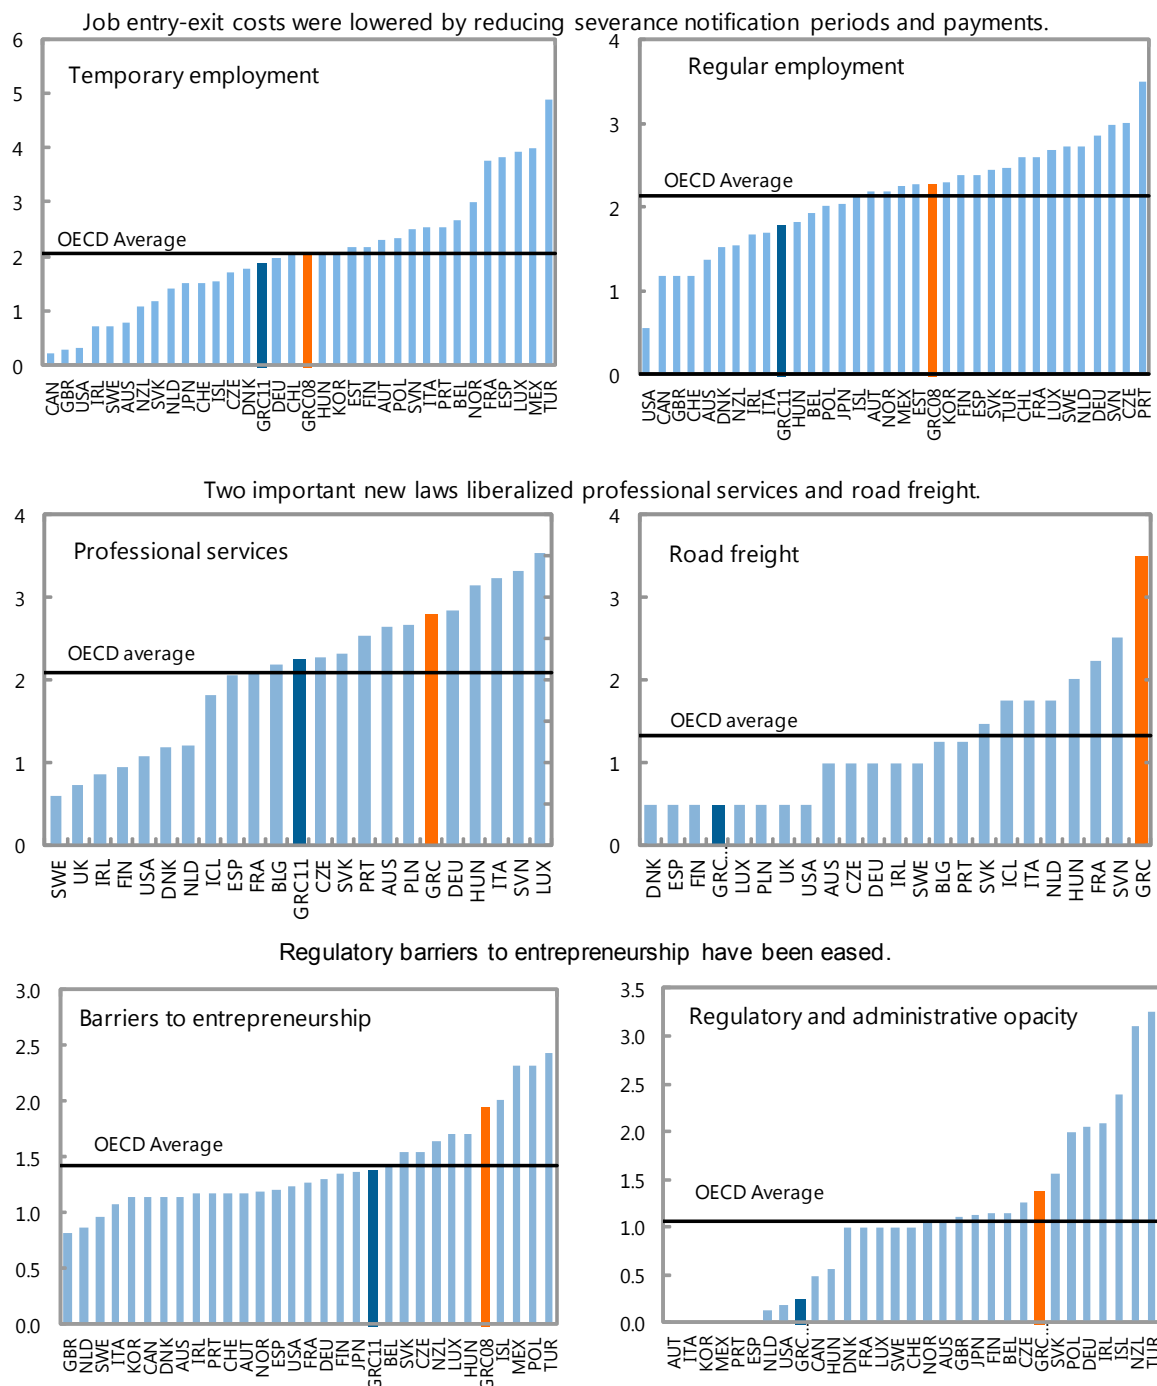 Job entry-exit costs were lowered by reducing severance notification periods and payments.
Temporary employment
6
5
4
3
2
1
0
OECD Average
CAN GBR USA IRL SWE AUS NZL SVK NLD JPN CHE ISL CZE DNK GRC11 DEU CHL GRC08 HUN KOR EST FIN AUT POL SVN ITA PRT BEL NOR FRA ESP LUX MEX TUR
Regular employment
4
3
2
1
0
OECD Average
USA CAN GBR CHE AUS DNK NZL IRL ITA GRC11 HUN BEL POL JPN ISL AUT NOR MEX EST GRC08 KOR FIN ESP SVK TUR CHL FRA LUX SWE NLD DEU SVN CZE PRT
Two important new laws liberalized professional services and road freight.
Professional services
4
3
2
1
0
OECD average
SWE UK IRL FIN USA DNK NLD ICL ESP FRA BLG GRC11 CZE SVK PRT AUS PLN GRC DEU HUN ITA SVN LUX
Road freight
4
3
2
1
0
OECD average
DNK ESP FIN GRC... LUX PLN UK USA AUS CZE DEU IRL SWE BLG PRT SVK ICL ITA NLD HUN FRA SVN GRC
Regulatory barriers to entrepreneurship have been eased.
Barriers to entrepreneurship
3.0
2.5
2.0
1.5
1.0
0.5
0.0
OECD Average
GBR NLD SWE ITA KOR CAN DNK AUS IRL PRT CHE AUT NOR ESP USA FRA DEU FIN JPN GRC11 BEL SVK CZE NZL LUX HUN GRC08 ISL MEX POL TUR
Regulatory and administrative opacity
3.5
3.0
2.5
2.0
1.5
1.0
0.5
0.0
OECD Average
AUT ITA KOR MEX PRT ESP NLD USA GRC... CAN HUN DNK FRA LUX SWE CHE NOR AUS GBR JPN FIN BEL CZE GRC... SVK POL DEU IRL ISL NZL TUR